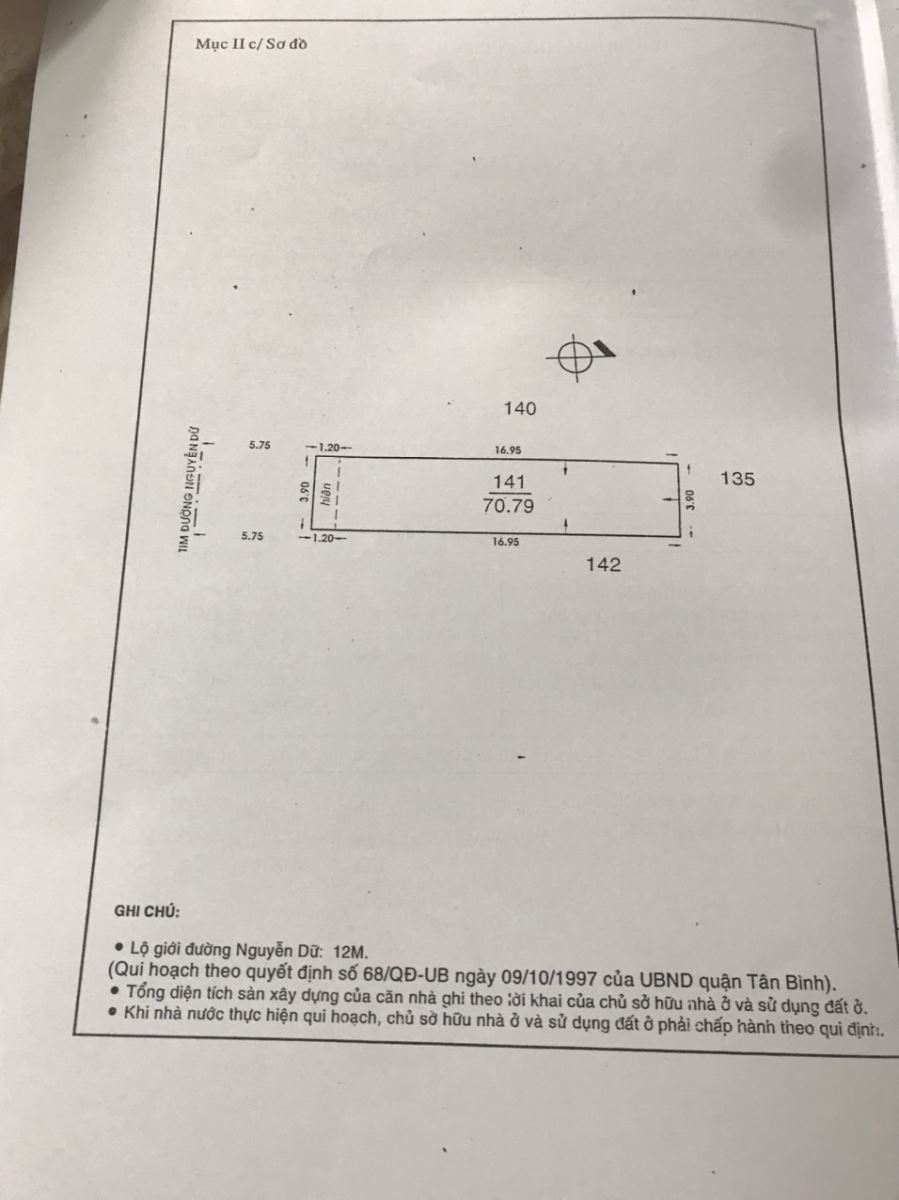 Mục II c/ Sơ đồ
140
TIM ĐƯỜNG NGUYỄN DỮ
5.75
1.20
16.95
3.90
hiên
141
70.79
3.90
135
5.75
1.20
16.95
142
GHI CHÚ:
• Lộ giới đường Nguyễn Dữ: 12M.
(Qui hoạch theo quyết định số 68/QĐ-UB ngày 09/10/1997 của UBND quận Tân Bình).
• Tổng diện tích sàn xây dựng của căn nhà ghi theo lời khai của chủ sở hữu nhà ở và sử dụng đất ở.
• Khi nhà nước thực hiện qui hoạch, chủ sở hữu nhà ở và sử dụng đất ở phải chấp hành theo qui định.